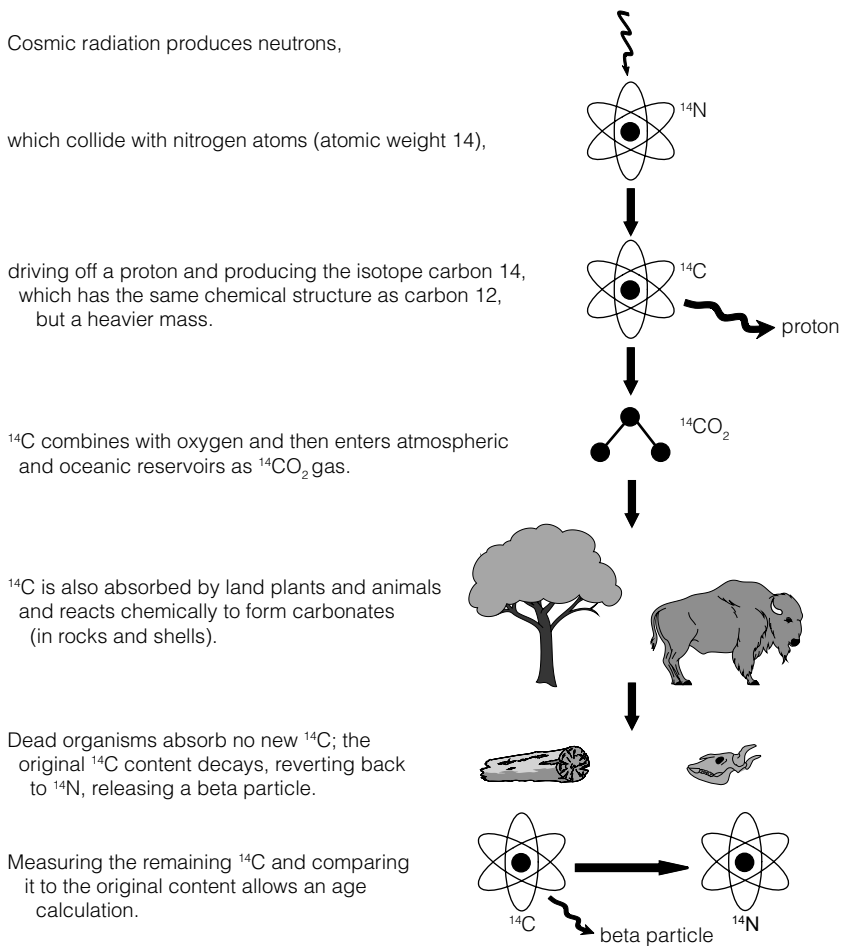 Cosmic radiation produces neutrons,
¹⁴N
which collide with nitrogen atoms (atomic weight 14),
driving off a proton and producing the isotope carbon 14,
which has the same chemical structure as carbon 12,
but a heavier mass.
¹⁴C
proton
¹⁴C combines with oxygen and then enters atmospheric
and oceanic reservoirs as ¹⁴CO₂ gas.
¹⁴CO₂
¹⁴C is also absorbed by land plants and animals
and reacts chemically to form carbonates
(in rocks and shells).
Dead organisms absorb no new ¹⁴C; the
original ¹⁴C content decays, reverting back
to ¹⁴N, releasing a beta particle.
Measuring the remaining ¹⁴C and comparing
it to the original content allows an age
calculation.
¹⁴C
beta particle
¹⁴N